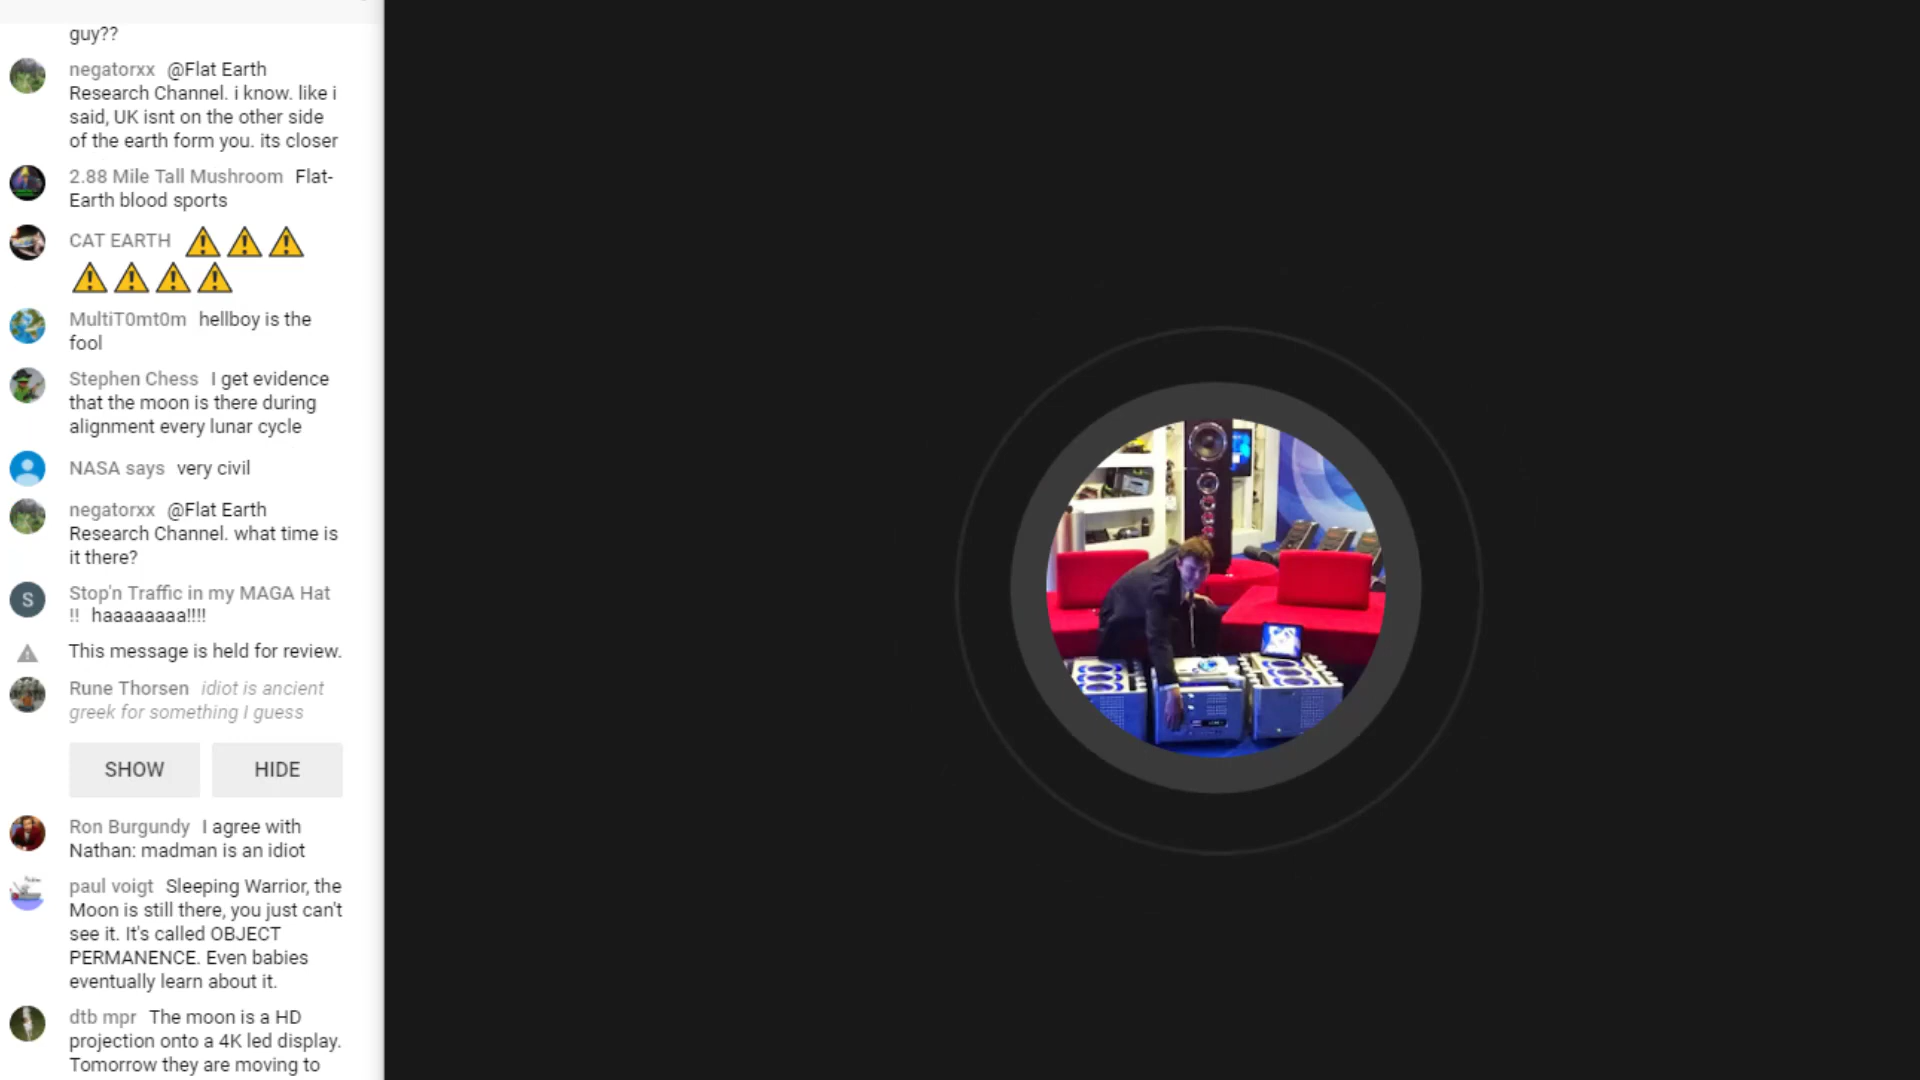 guy??
negatorxx @Flat Earth
Research Channel. i know. like i
said, UK isnt on the other side
of the earth form you. its closer
2.88 Mile Tall Mushroom Flat-
Earth blood sports
CAT EARTH
MultiT0mt0m hellboy is the
fool
Stephen Chess I get evidence
that the moon is there during
alignment every lunar cycle
NASA says very civil
negatorxx @Flat Earth
Research Channel. what time is
it there?
S
Stop'n Traffic in my MAGA Hat
!! haaaaaaaa!!!!
This message is held for review.
Rune Thorsen idiot is ancient
greek for something I guess
SHOW HIDE
Ron Burgundy I agree with
Nathan: madman is an idiot
paul voigt Sleeping Warrior, the
Moon is still there, you just can't
see it. It's called OBJECT
PERMANENCE. Even babies
eventually learn about it.
dtb mpr The moon is a HD
projection onto a 4K led display.
Tomorrow they are moving to